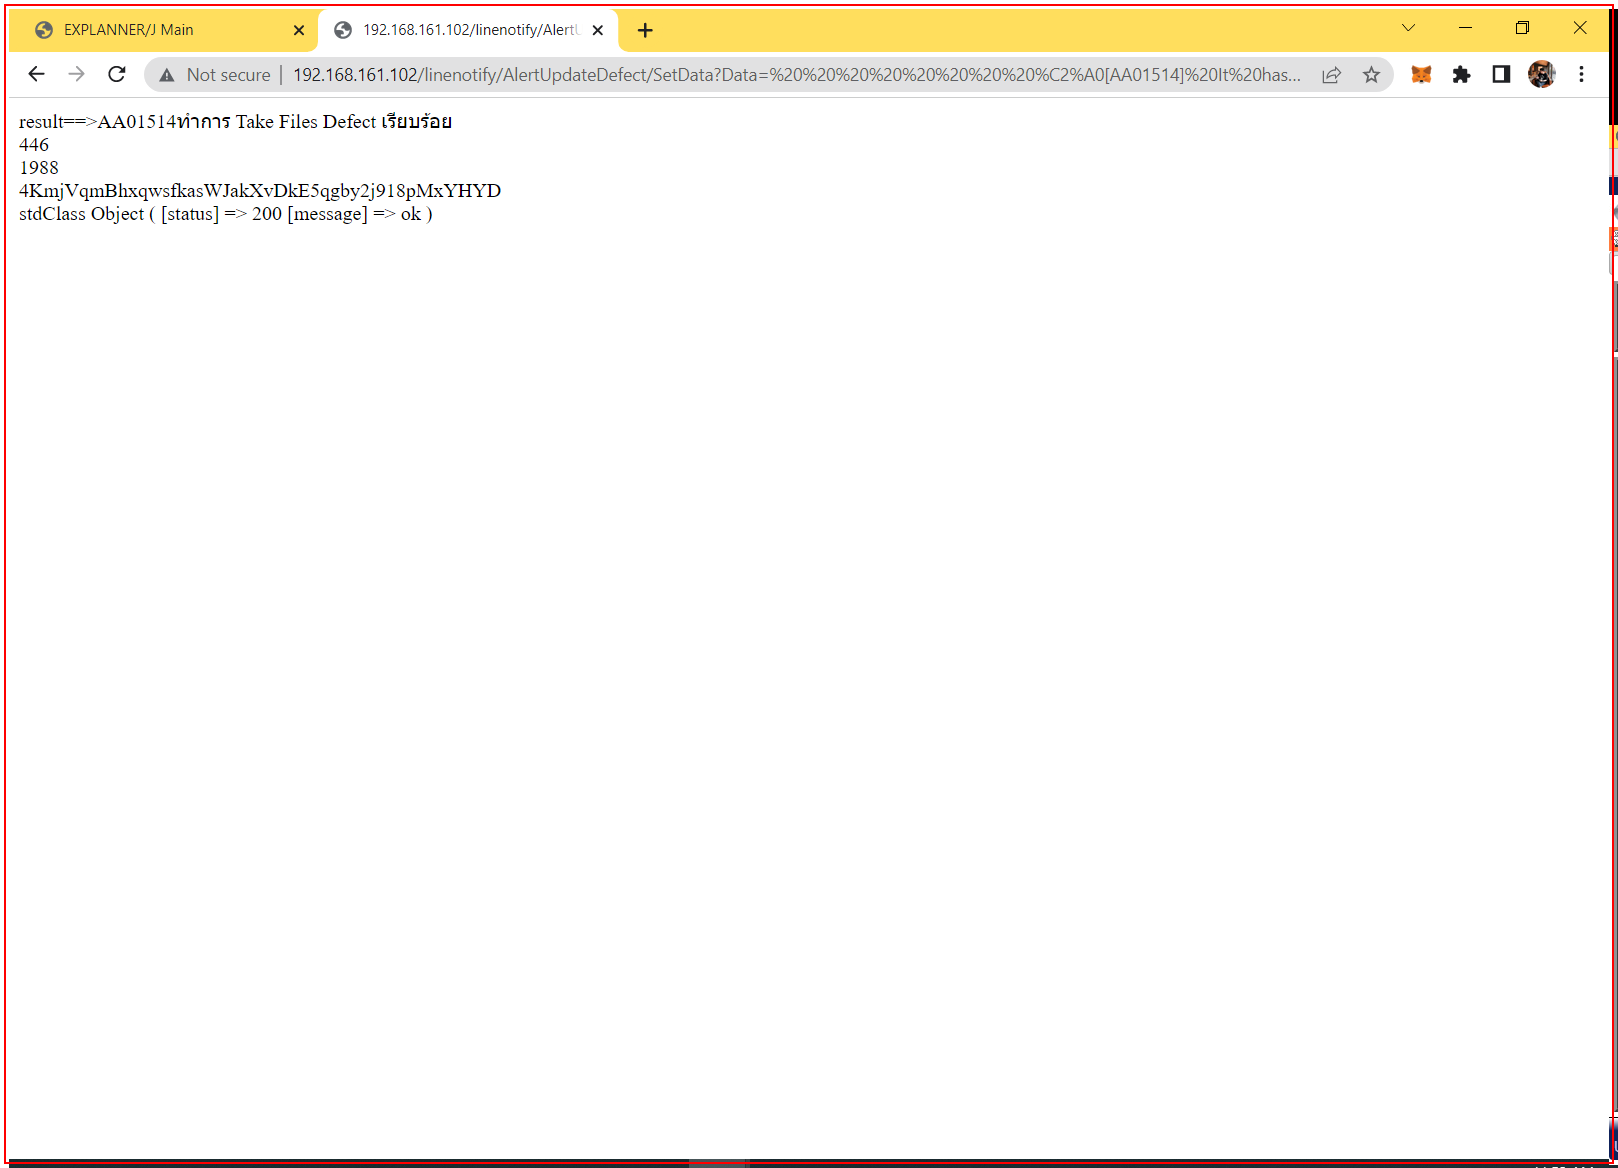 EXPLANNER/J Main
192.168.161.102/linenotify/AlertU
Not secure
192.168.161.102/linenotify/AlertUpdateDefect/SetData?Data=%20%20%20%20%20%20%20%20%C2%A0[AA01514]%20It%20has...
result==>AA01514ทำการ Take Files Defect เรียบร้อย
446
1988
4KmjVqmBhxqwsfkasWJakXvDkE5qgby2j918pMxYHYD
stdClass Object ( [status] => 200 [message] => ok )